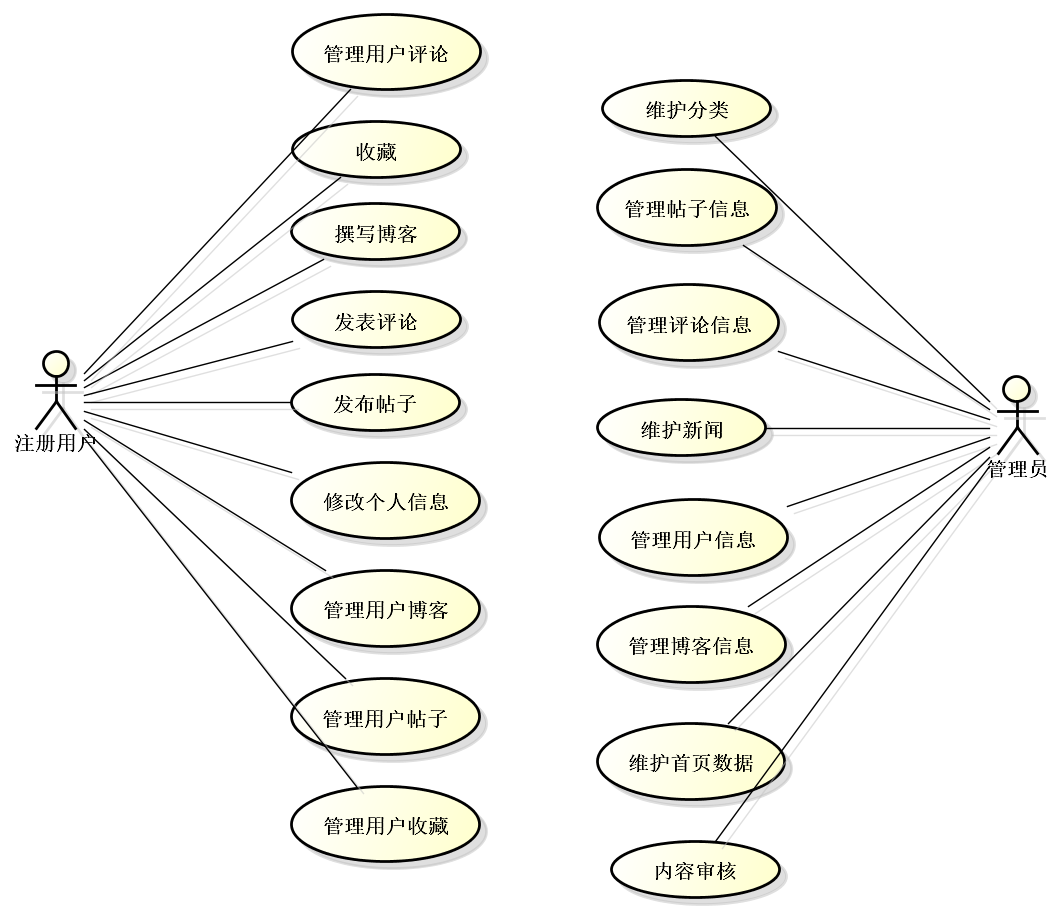 管理用户评论
收藏
撰写博客
发表评论
发布帖子
修改个人信息
管理用户博客
管理用户帖子
管理用户收藏
注册用户
维护分类
管理帖子信息
管理评论信息
维护新闻
管理用户信息
管理博客信息
维护首页数据
内容审核
管理员